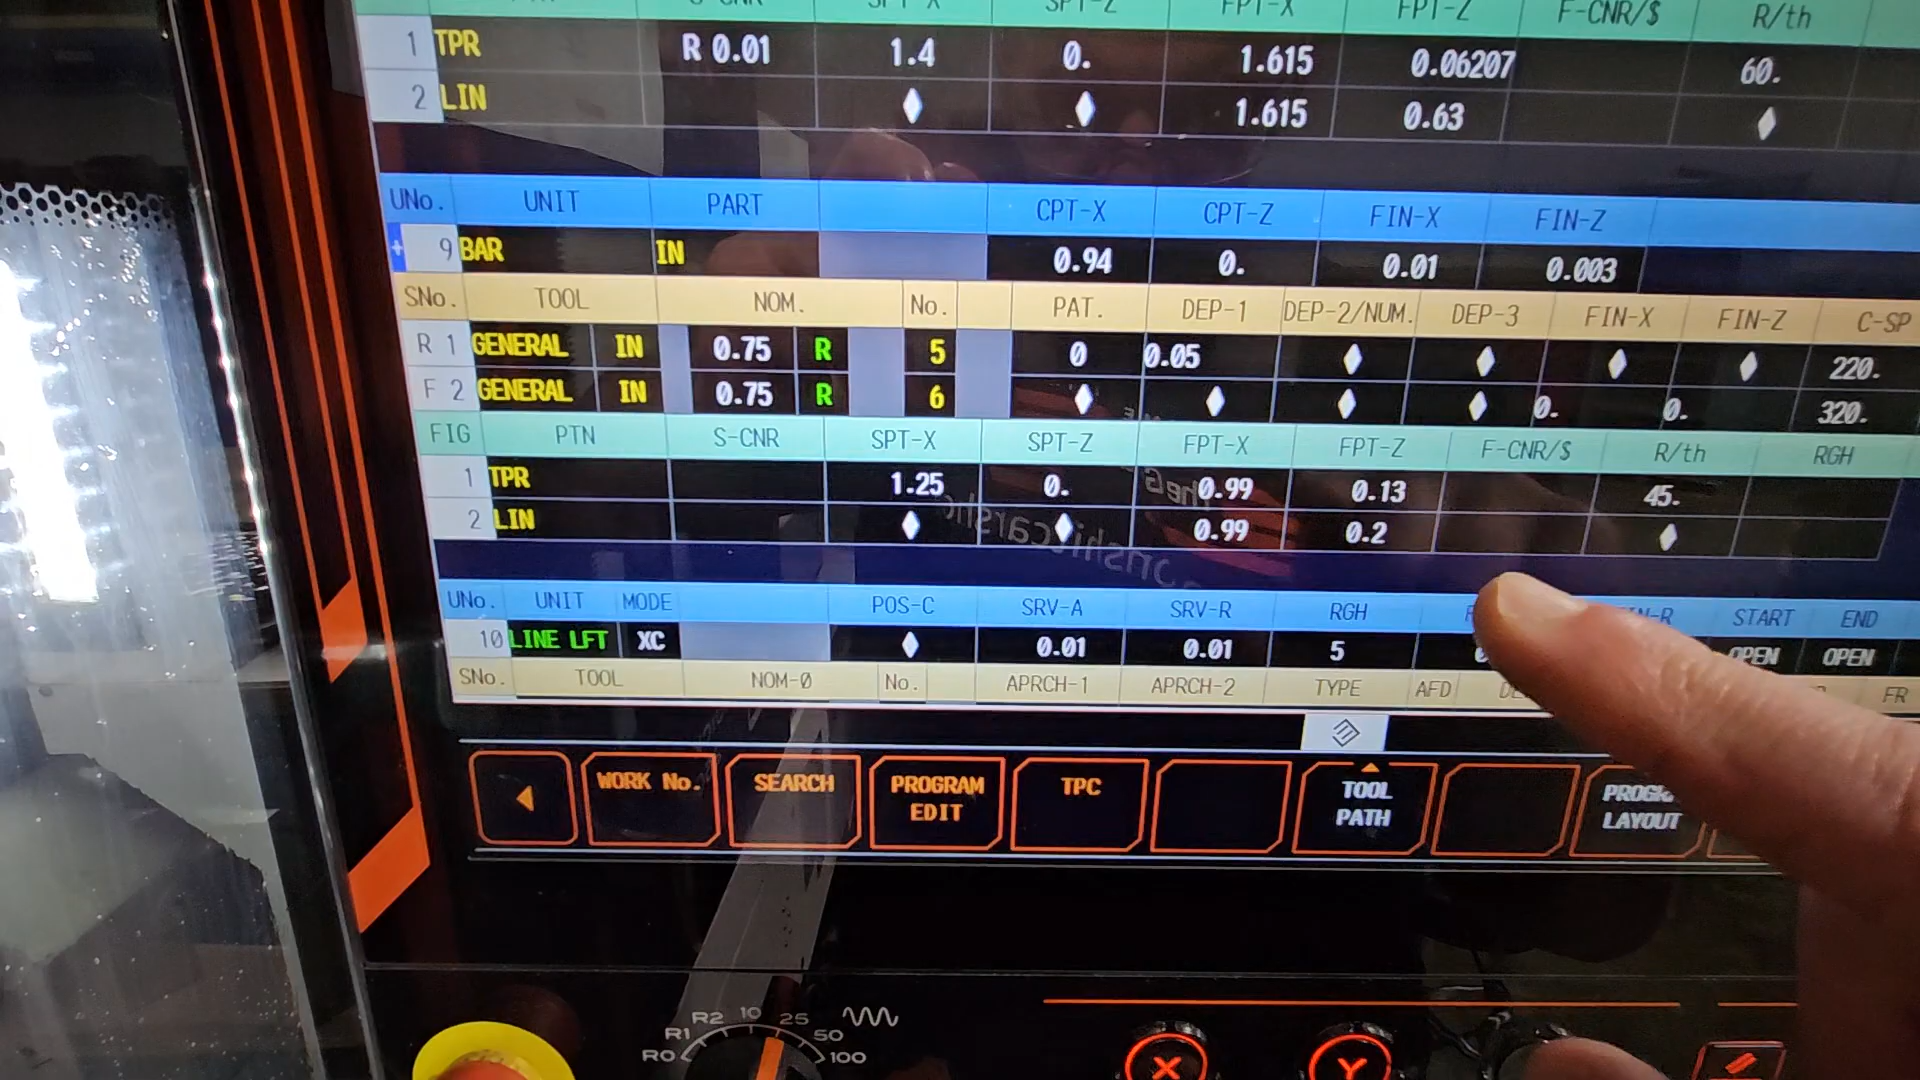 SPT-X SPT-Z FPT-X FPT-Z F-CNR/$ R/th
1 TPR R 0.01 1.4 0. 1.615 0.06207 60.
2 LIN ♦ ♦ 1.615 0.63 ♦
UNo. UNIT PART CPT-X CPT-Z FIN-X FIN-Z
+ 9 BAR IN 0.94 0. 0.01 0.003
SNo. TOOL NOM. No. PAT. DEP-1 DEP-2/NUM. DEP-3 FIN-X FIN-Z C-SP
R 1 GENERAL IN 0.75 R 5 0 0.05 ♦ ♦ ♦ ♦ 220.
F 2 GENERAL IN 0.75 R 6 ♦ ♦ ♦ ♦ 0. 0. 320.
FIG PTN S-CNR SPT-X SPT-Z FPT-X FPT-Z F-CNR/$ R/th RGH
1 TPR 1.25 0. 0.99 0.13 45.
2 LIN ♦ ♦ 0.99 0.2 ♦
UNo. UNIT MODE POS-C SRV-A SRV-R RGH START END
10 LINE LFT XC ♦ 0.01 0.01 5 OPEN OPEN
SNo. TOOL NOM-Ø No. APRCH-1 APRCH-2 TYPE AFD FR
◀ WORK No. SEARCH PROGRAM EDIT TPC TOOL PATH LAYOUT
R0 R1 R2 10 25 50 100
X Y